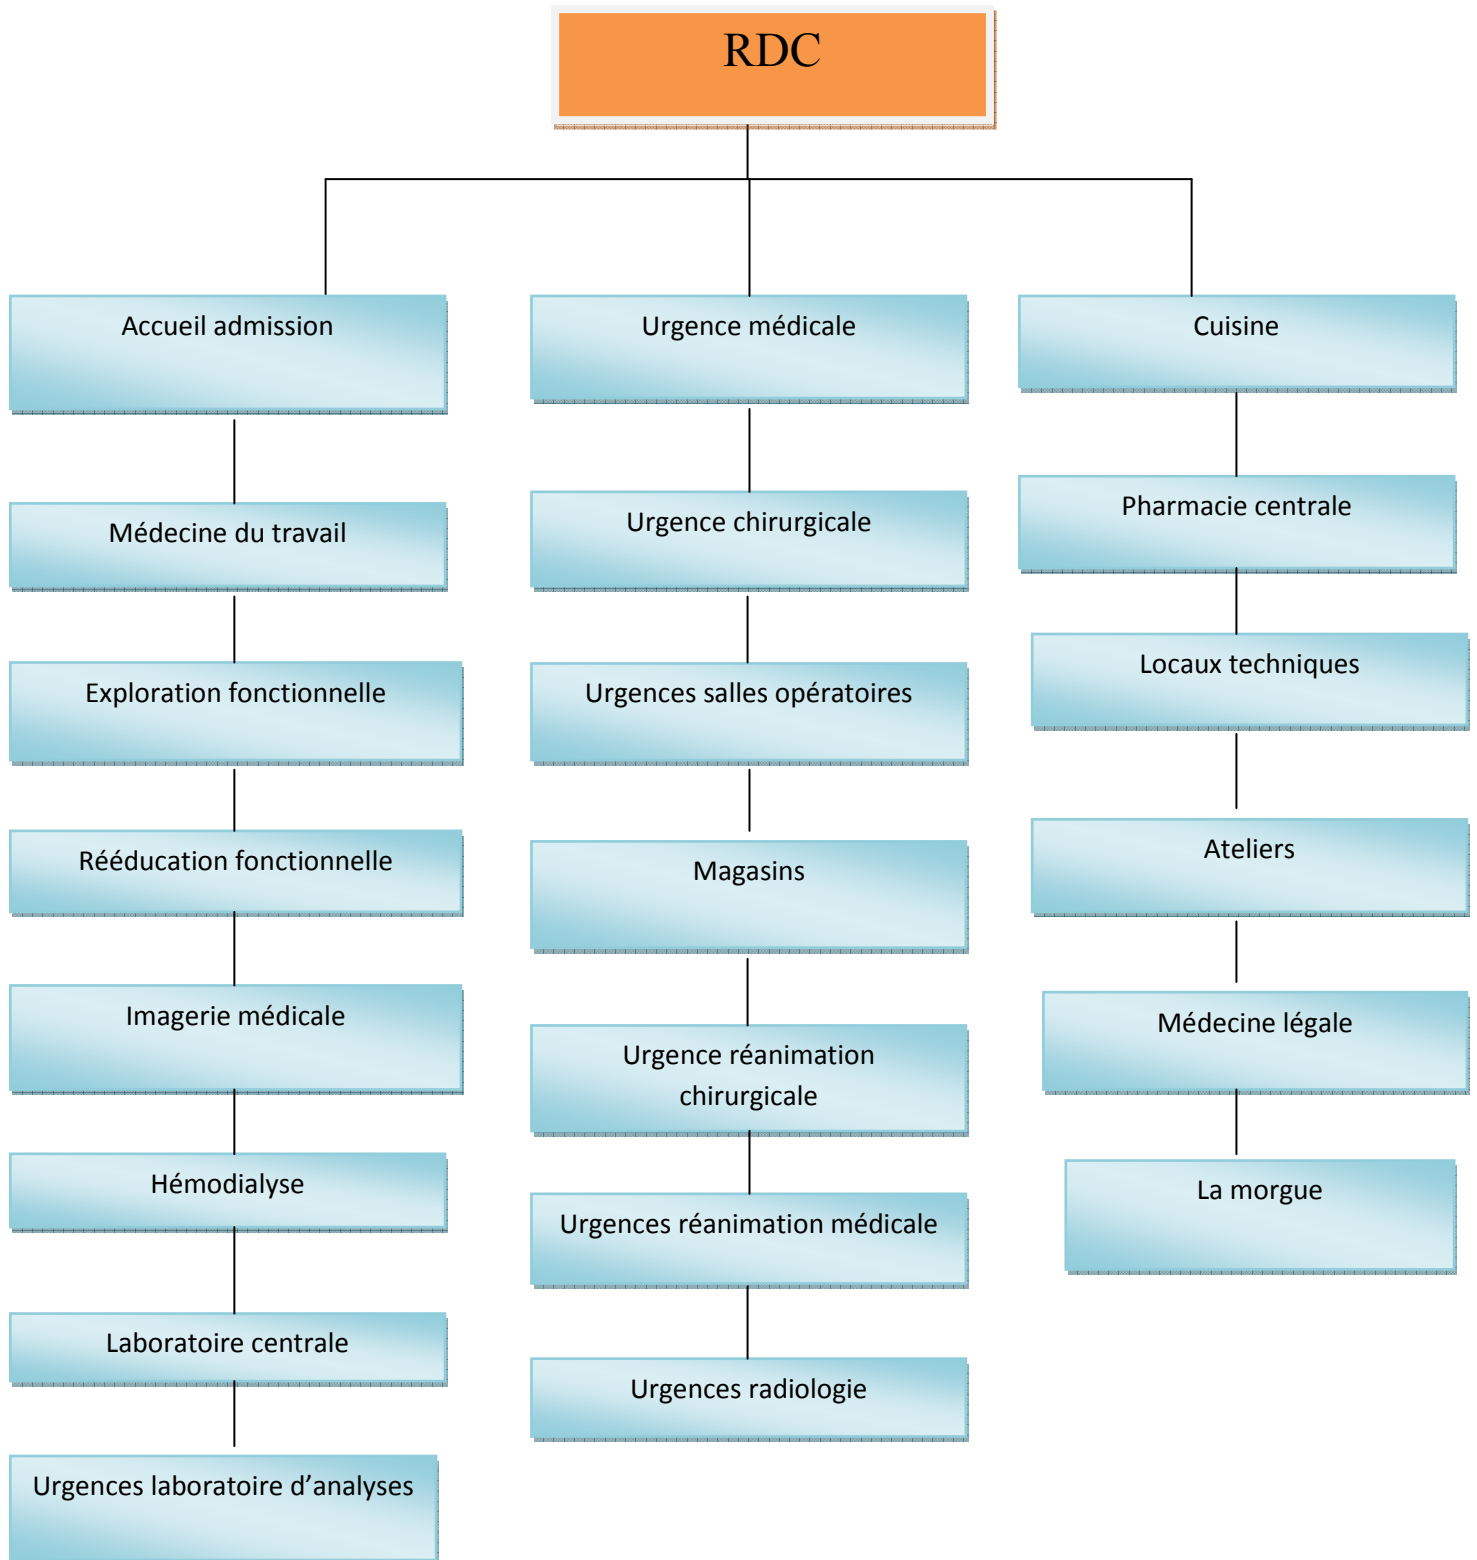 RDC
Accueil admission
Médecine du travail
Exploration fonctionnelle
Rééducation fonctionnelle
Imagerie médicale
Hémodialyse
Laboratoire centrale
Urgences laboratoire d’analyses
Urgence médicale
Urgence chirurgicale
Urgences salles opératoires
Magasins
Urgence réanimation
chirurgicale
Urgences réanimation médicale
Urgences radiologie
Cuisine
Pharmacie centrale
Locaux techniques
Ateliers
Médecine légale
La morgue